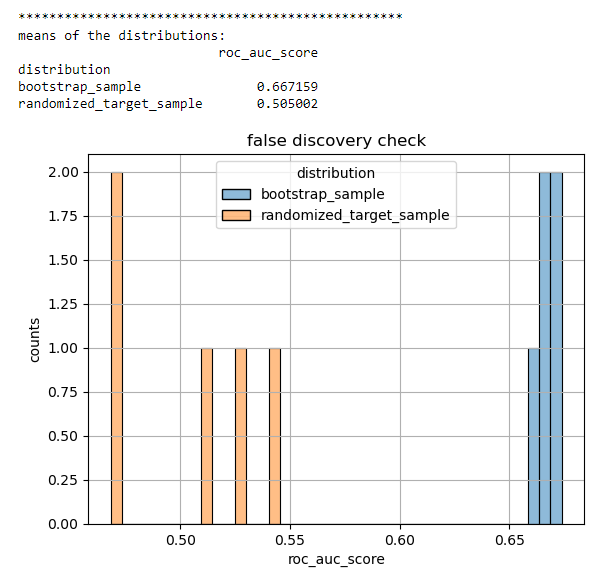 **************************************************
means of the distributions:
roc_auc_score
distribution
bootstrap_sample 0.667159
randomized_target_sample 0.505002
false discovery check
distribution
bootstrap_sample
randomized_target_sample
2.00
1.75
1.50
1.25
1.00
0.75
0.50
0.25
0.00
counts
0.50 0.55 0.60 0.65
roc_auc_score